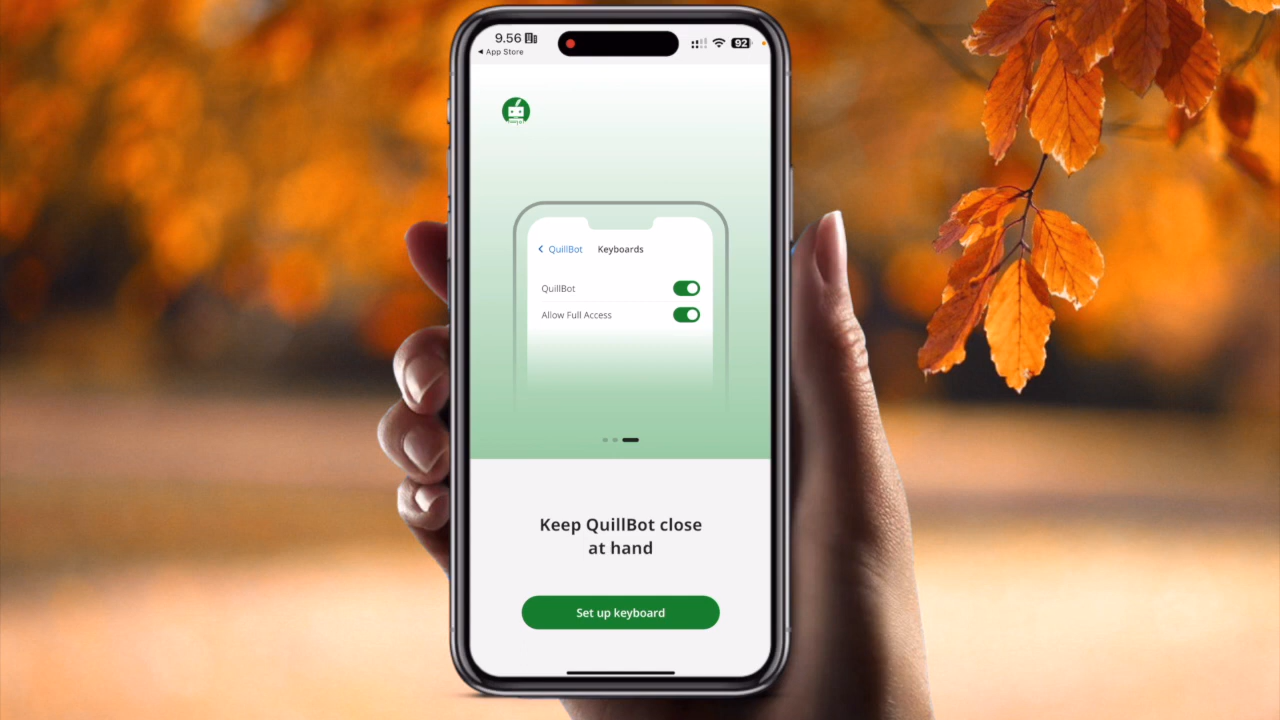 9.56
◀ App Store
92
QuillBot Keyboards
QuillBot
Allow Full Access
Keep QuillBot close
at hand
Set up keyboard